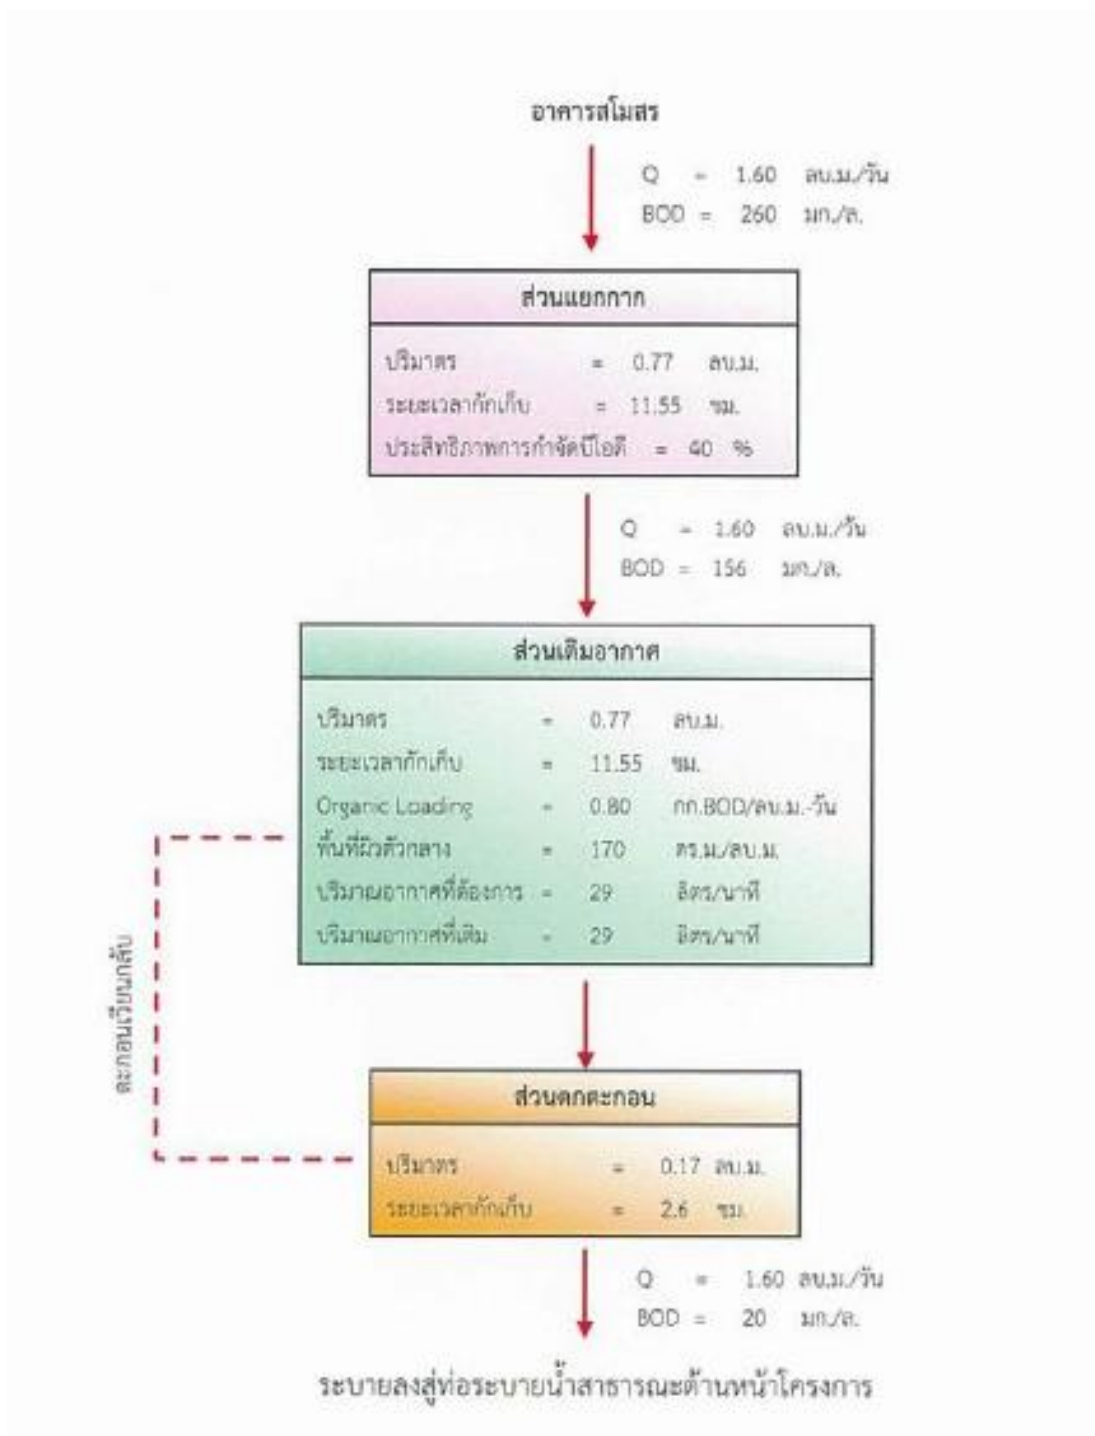 อาคารสโมสร
Q = 1.60 ลบ.ม./วัน
BOD = 260 มก./ล.
ส่วนแยกกาก
ปริมาตร = 0.77 ลบ.ม.
ระยะเวลากักเก็บ = 11.55 ชม.
ประสิทธิภาพการกำจัดบีโอดี = 40 %
Q = 1.60 ลบ.ม./วัน
BOD = 156 มก./ล.
ส่วนเติมอากาศ
ปริมาตร = 0.77 ลบ.ม.
ระยะเวลากักเก็บ = 11.55 ชม.
Organic Loading = 0.80 กก.BOD/ลบ.ม.-วัน
พื้นที่ผิวตัวกลาง = 170 ตร.ม./ลบ.ม.
ปริมาณอากาศที่ต้องการ = 29 ลิตร/นาที
ปริมาณอากาศที่เติม = 29 ลิตร/นาที
ตะกอนเวียนกลับ
ส่วนตกตะกอน
ปริมาตร = 0.17 ลบ.ม.
ระยะเวลากักเก็บ = 2.6 ชม.
Q = 1.60 ลบ.ม./วัน
BOD = 20 มก./ล.
ระบายลงสู่ท่อระบายน้ำสาธารณะด้านหน้าโครงการ